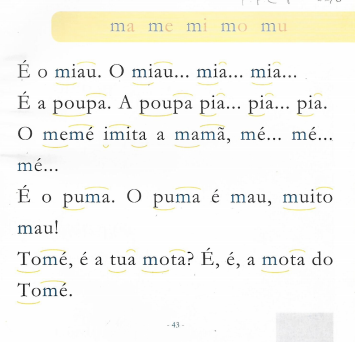 ma me mi mo mu
É o miau. O miau... mia... mia...
É a poupa. A poupa pia... pia... pia.
O memé imita a mamã, mé... mé...
mé...
É o puma. O puma é mau, muito
mau!
Tomé, é a tua mota? É, é, a mota do
Tomé.
- 43 -